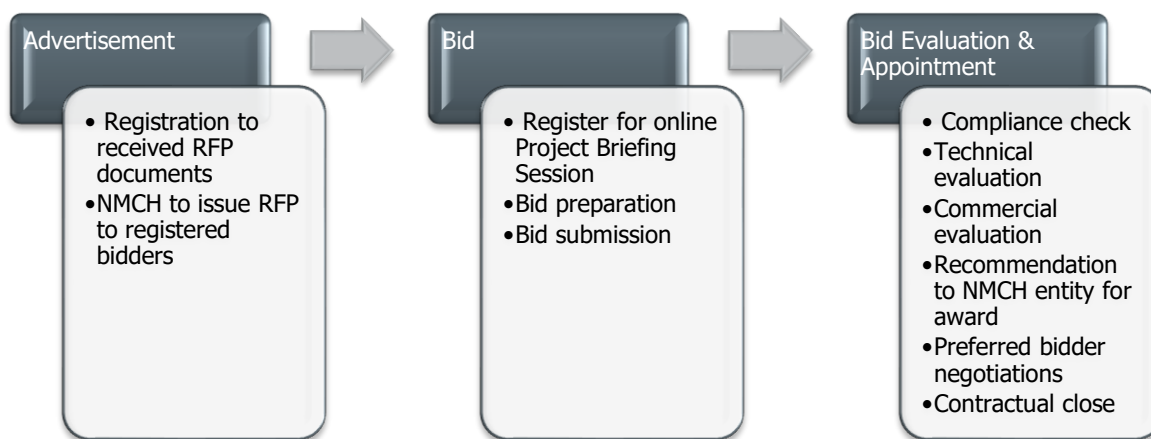 Advertisement
• Registration to
received RFP
documents
•NMCH to issue RFP
to registered
bidders
Bid
• Register for online
Project Briefing
Session
•Bid preparation
•Bid submission
Bid Evaluation &
Appointment
• Compliance check
•Technical
evaluation
•Commercial
evaluation
•Recommendation
to NMCH entity for
award
•Preferred bidder
negotiations
•Contractual close